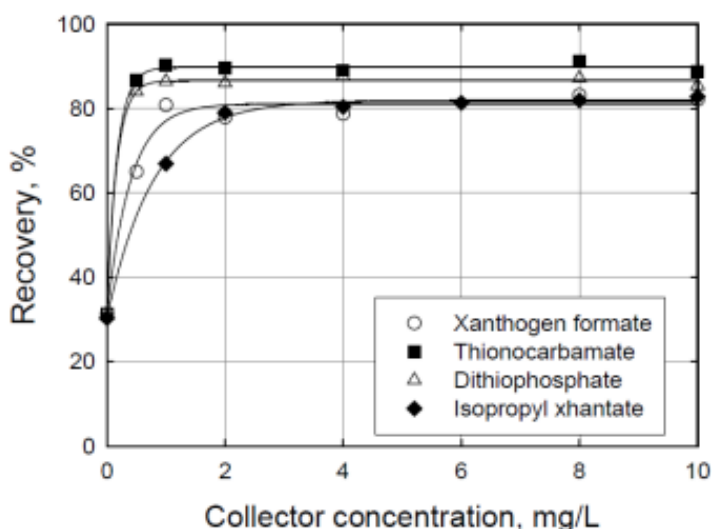 100
80
60
40
20
0
Recovery, %
Xanthogen formate
Thionocarbamate
Dithiophosphate
Isopropyl xhantate
0 2 4 6 8 10
Collector concentration, mg/L